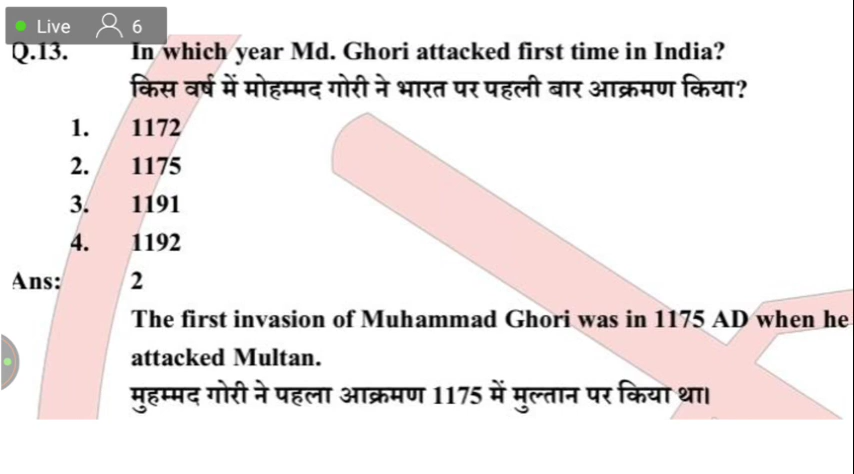 Live 6
Q.13. In which year Md. Ghori attacked first time in India?
किस वर्ष में मोहम्मद गोरी ने भारत पर पहली बार आक्रमण किया?
1. 1172
2. 1175
3. 1191
4. 1192
Ans: 2
The first invasion of Muhammad Ghori was in 1175 AD when he
attacked Multan.
मुहम्मद गोरी ने पहला आक्रमण 1175 में मुल्तान पर किया था।